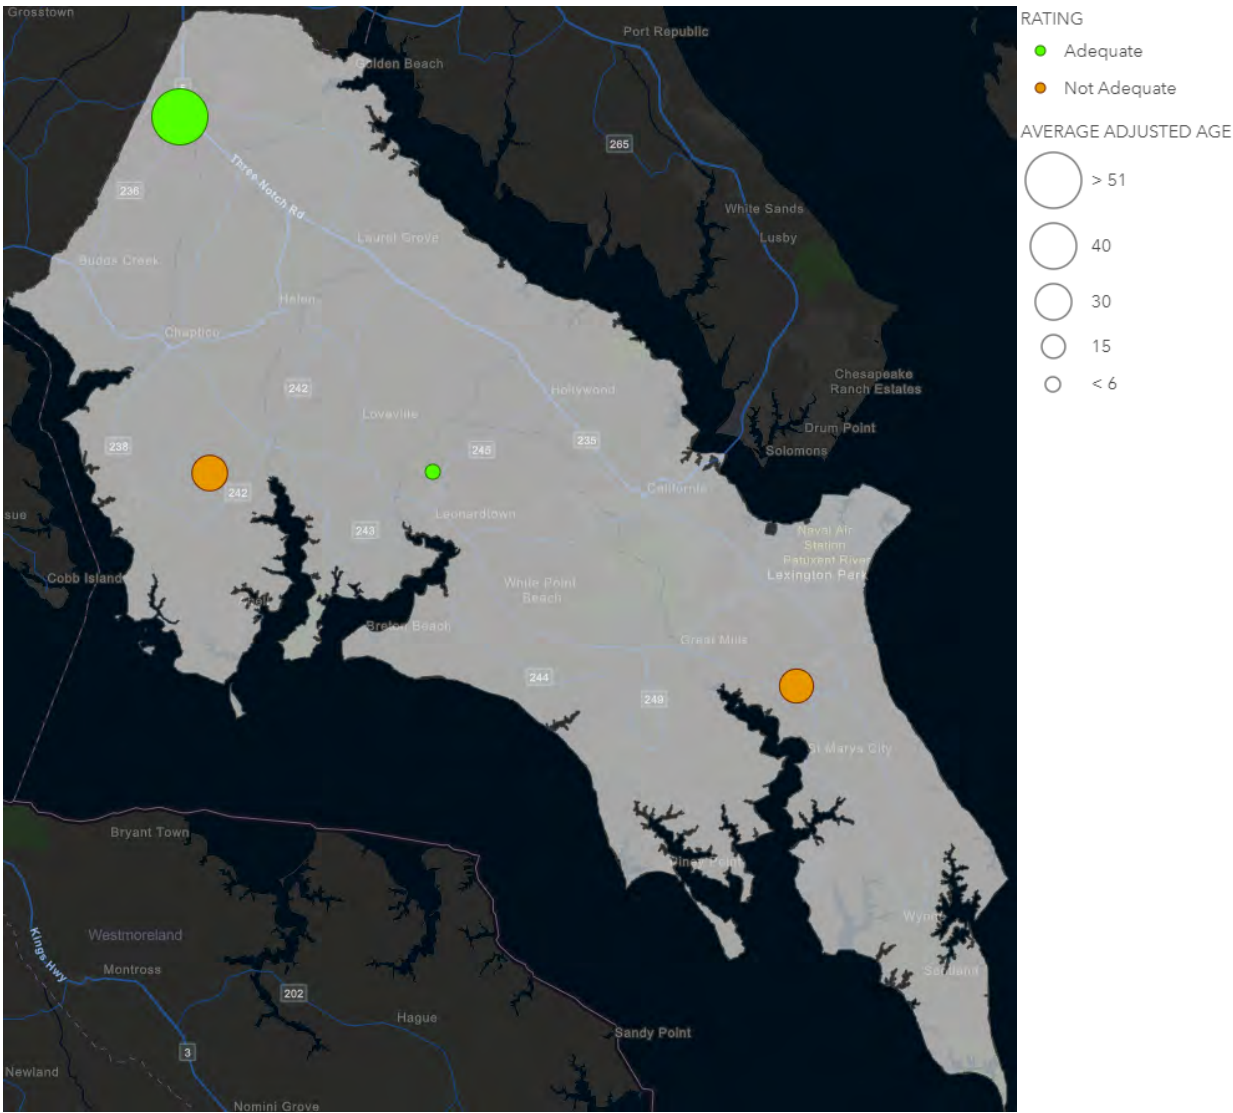 Grosstown
Port Republic
Golden Beach
5
265
Three Notch Rd
236
White Sands
Lusby
Laurel Grove
Budds Creek
Helen
Chaptico
Chesapeake
Ranch Estates
242
Hollywood
Loveville
Drum Point
238
245
235
Solomons
242
California
sue
Leonardtown
243
Naval Air
Station
Patuxent River
Lexington Park
Cobb Island
White Point
Beach
Breton Beach
Great Mills
244
249
St Marys City
Bryant Town
Piney Point
Wynne
Westmoreland
Kings Hwy
Montross
Scotland
202
Hague
Sandy Point
3
Newland
Nomini Grove
RATING
Adequate
Not Adequate
AVERAGE ADJUSTED AGE
> 51
40
30
15
< 6